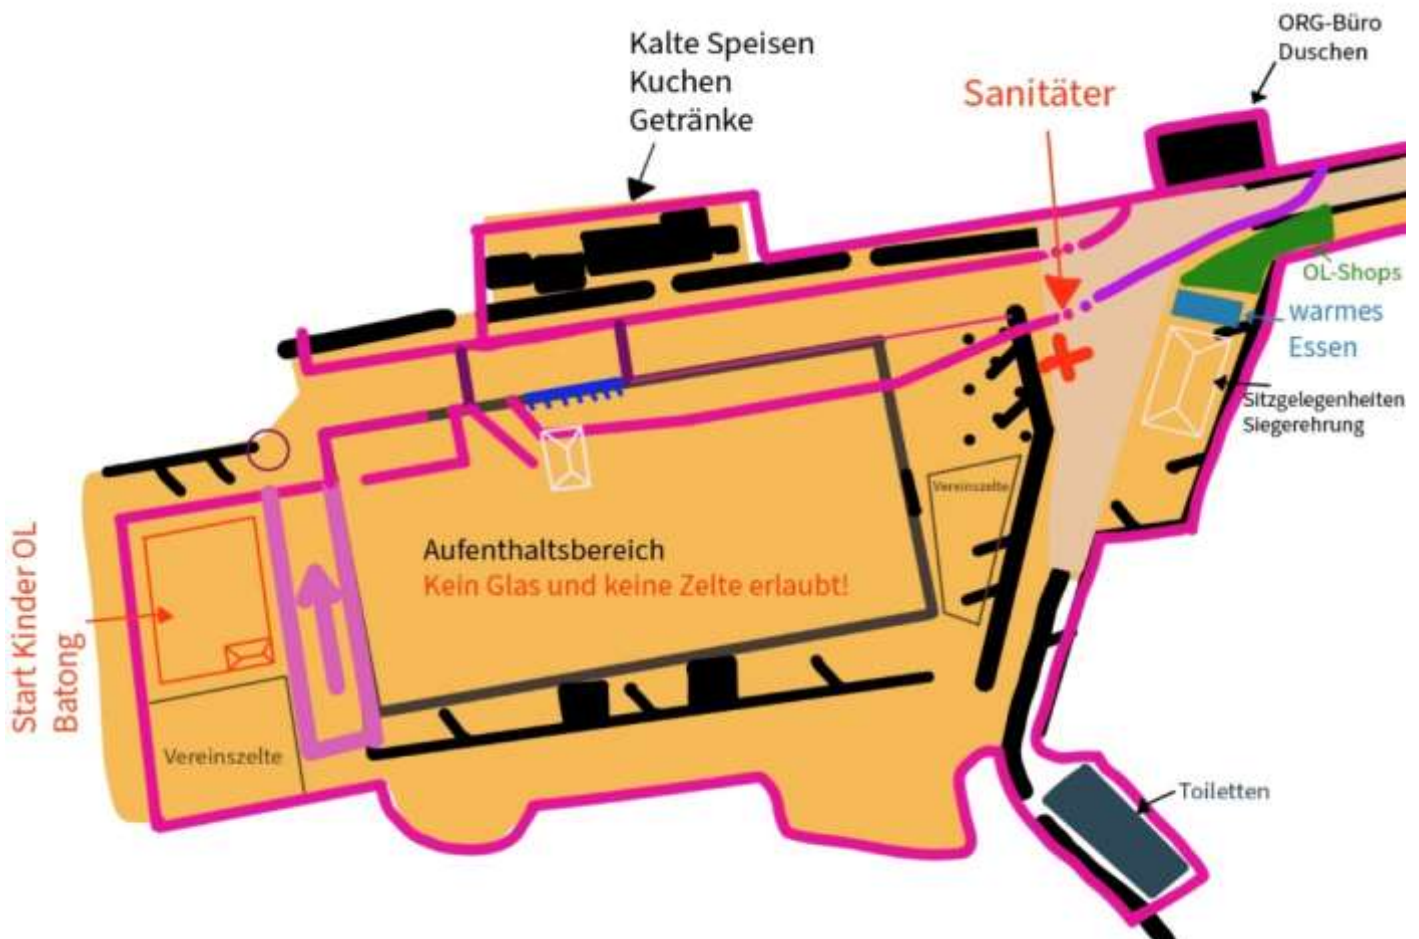 Kalte Speisen
Kuchen
Getränke
ORG-Büro
Duschen
Sanitäter
OL-Shops
warmes
Essen
Sitzgelegenheiten
Siegerehrung
Vereinszelte
Aufenthaltsbereich
Kein Glas und keine Zelte erlaubt!
Start Kinder OL
Batong
Vereinszelte
Toiletten